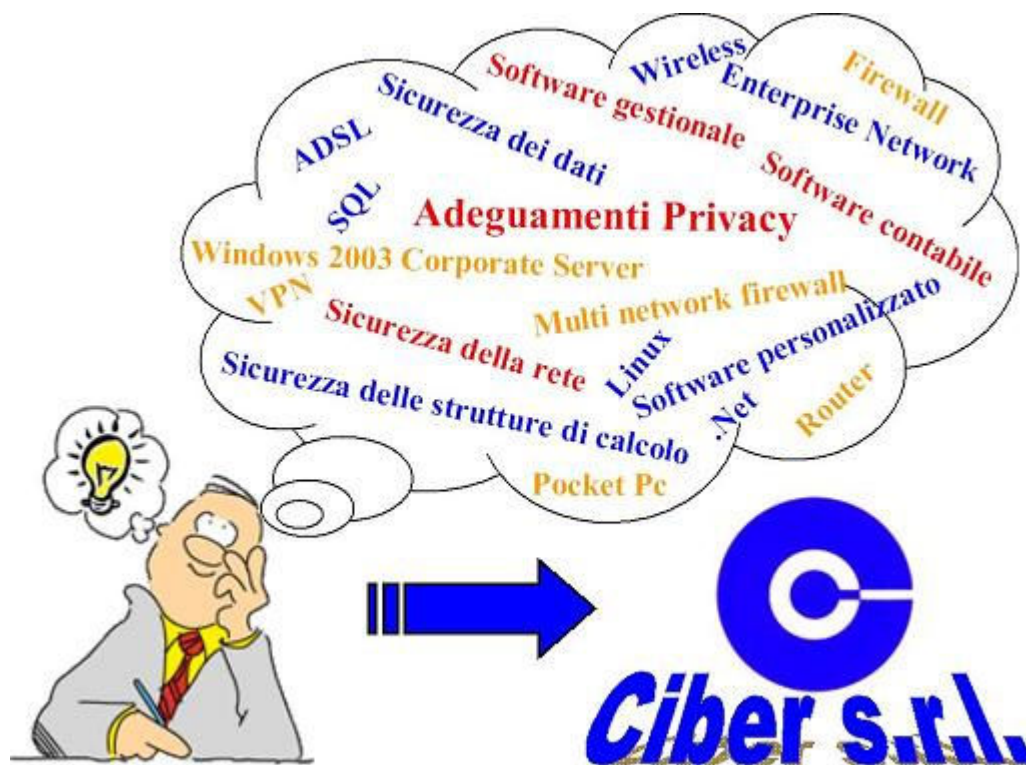 Wireless
Firewall
Software gestionale
Enterprise Network
Sicurezza dei dati
ADSL
Software contabile
SQL
Adeguamenti Privacy
Windows 2003 Corporate Server
VPN
Multi network firewall
Sicurezza della rete
Linux
Software personalizzato
Sicurezza delle strutture di calcolo
.Net
Router
Pocket Pc
Ciber s.r.l.